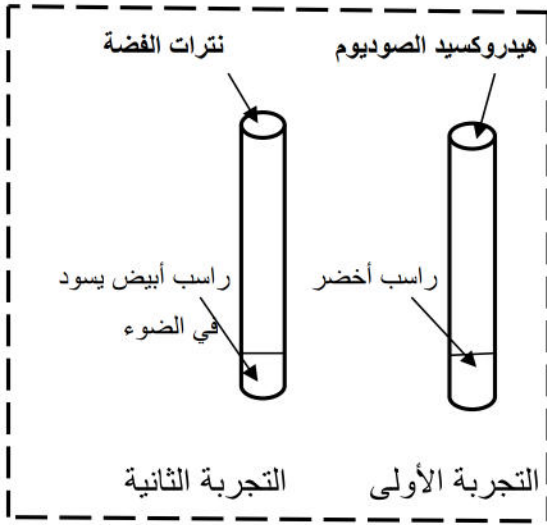 هيدروكسيد الصوديوم
نترات الفضة
راسب أخضر
راسب أبيض يسود
في الضوء
التجربة الأولى
التجربة الثانية